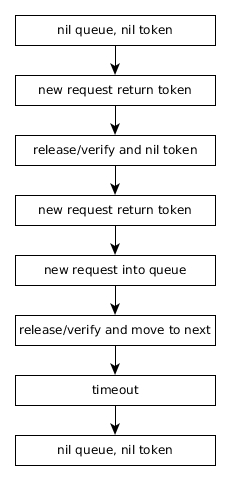 nil queue, nil token
new request return token
release/verify and nil token
new request return token
new request into queue
release/verify and move to next
timeout
nil queue, nil token